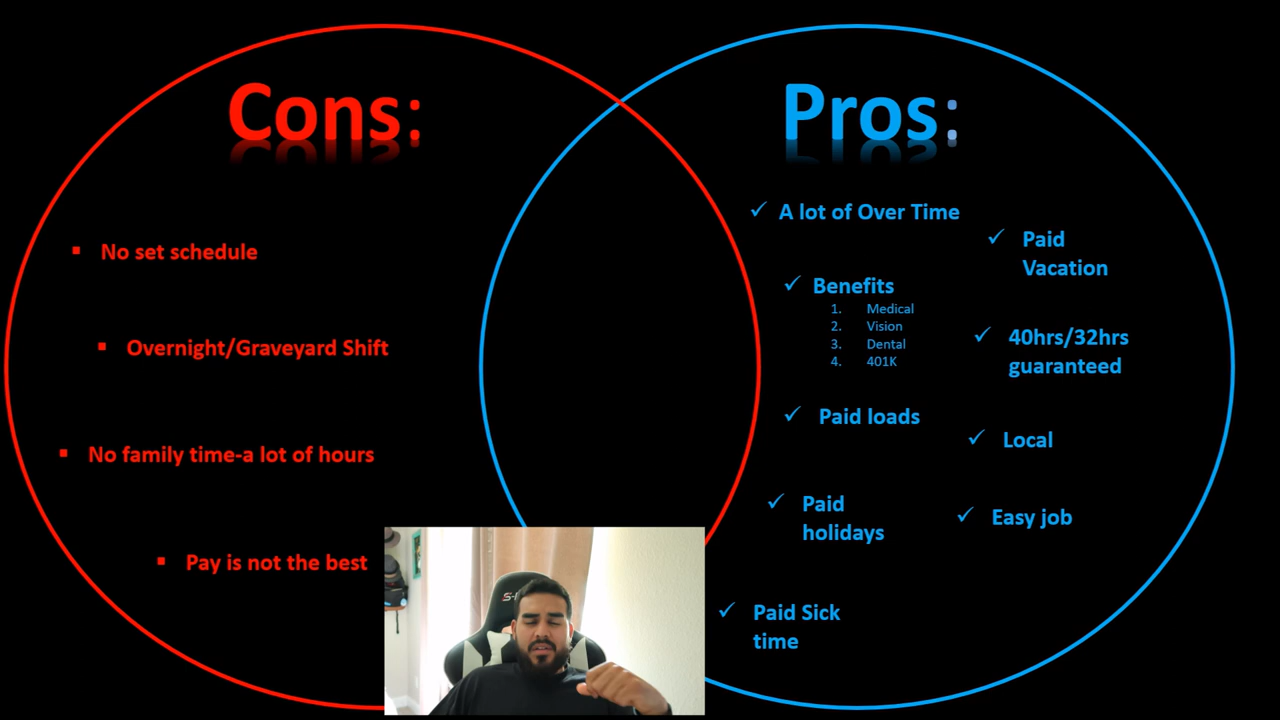 Cons:
No set schedule
Overnight/Graveyard Shift
No family time-a lot of hours
Pay is not the best
Pros:
A lot of Over Time
Benefits
1. Medical
2. Vision
3. Dental
4. 401K
Paid loads
Paid
holidays
Paid Sick
time
Paid
Vacation
40hrs/32hrs
guaranteed
Local
Easy job